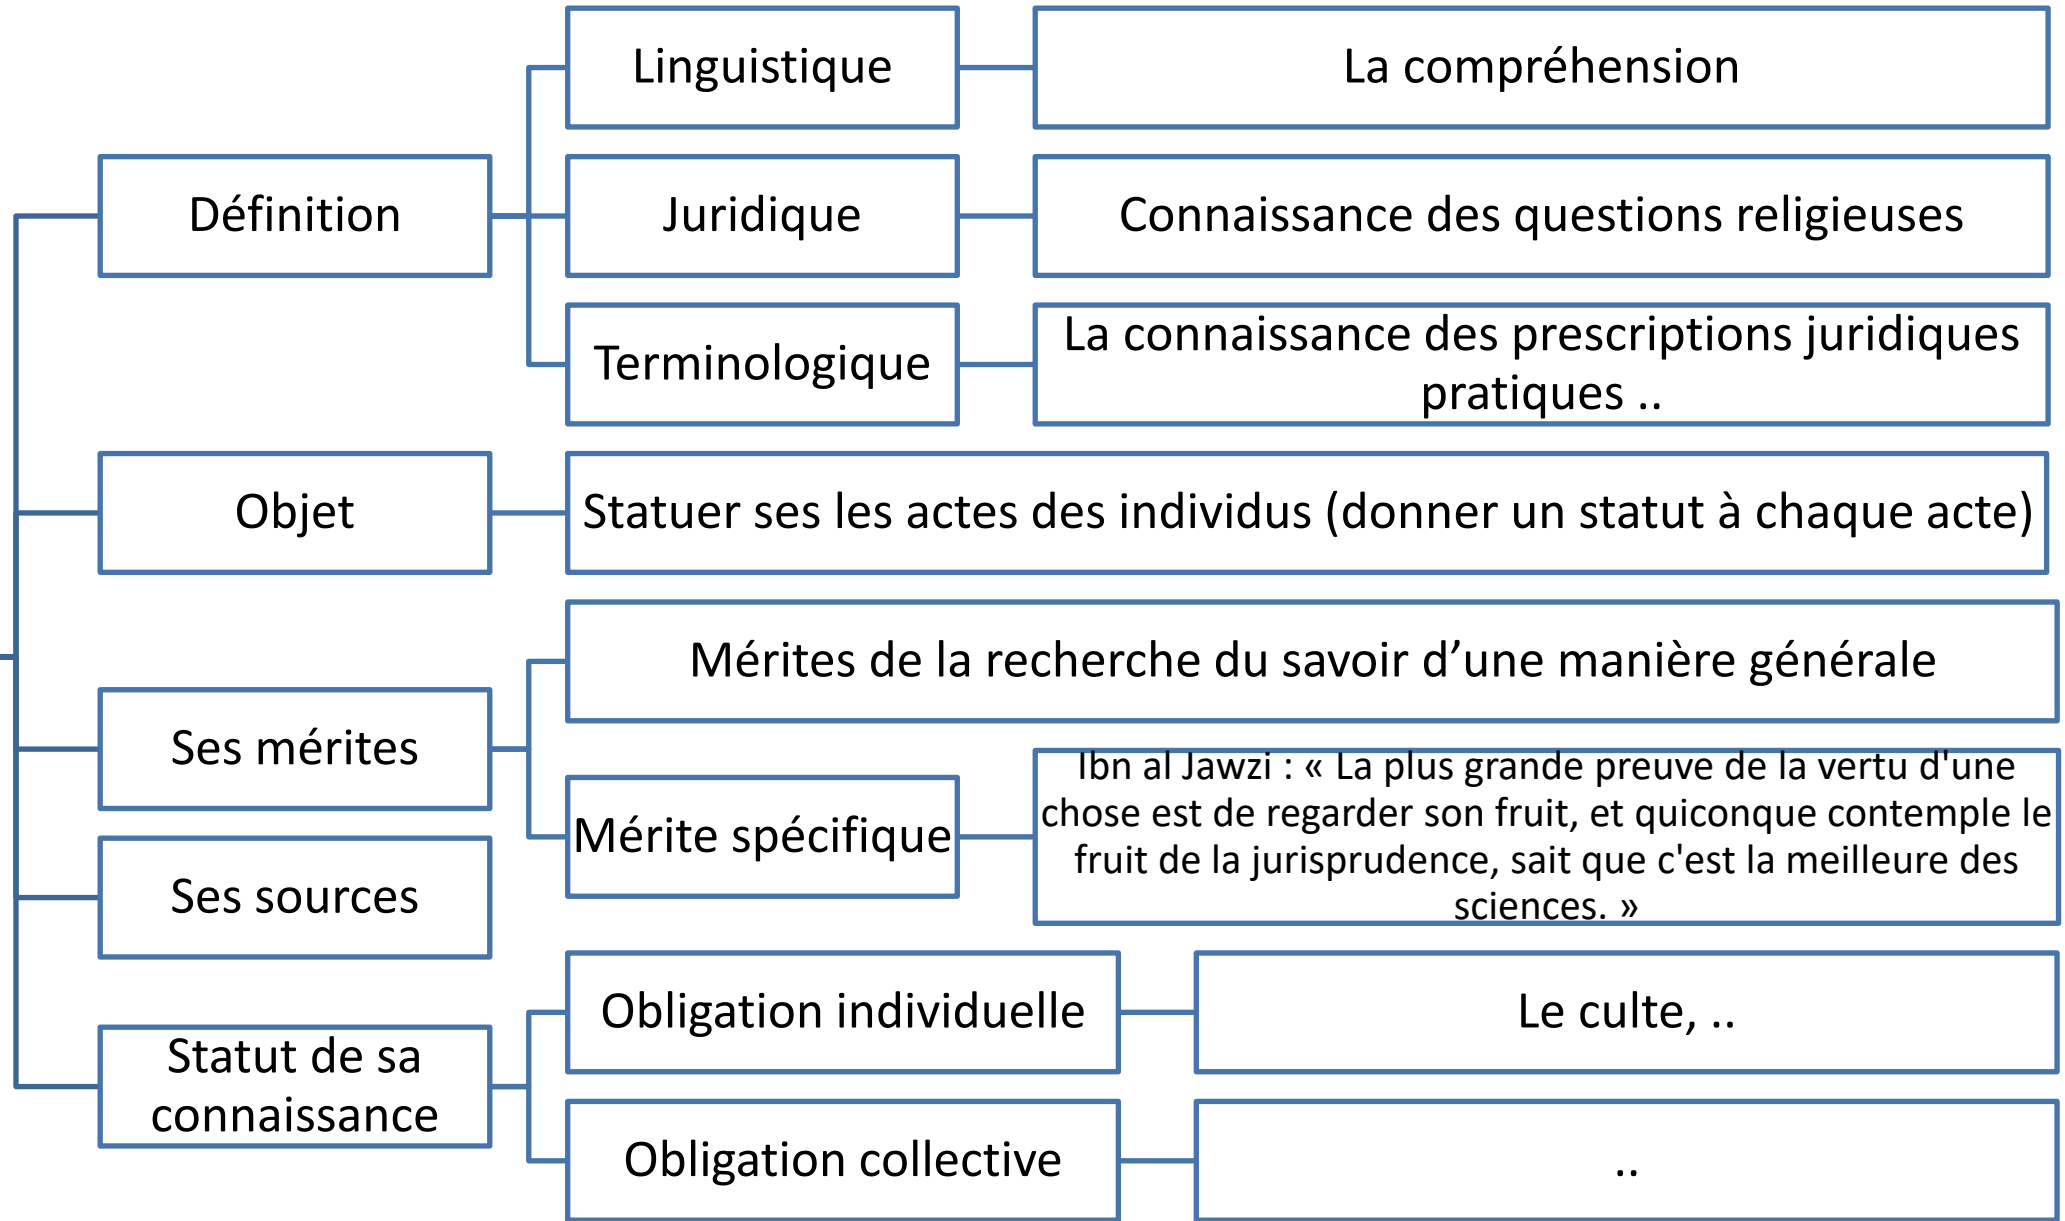 Définition
Linguistique
La compréhension
Juridique
Connaissance des questions religieuses
Terminologique
La connaissance des prescriptions juridiques
pratiques ..
Objet
Statuer ses les actes des individus (donner un statut à chaque acte)
Ses mérites
Mérites de la recherche du savoir d’une manière générale
Mérite spécifique
Ibn al Jawzi : « La plus grande preuve de la vertu d'une
chose est de regarder son fruit, et quiconque contemple le
fruit de la jurisprudence, sait que c'est la meilleure des
sciences. »
Ses sources
Statut de sa
connaissance
Obligation individuelle
Le culte, ..
Obligation collective
..